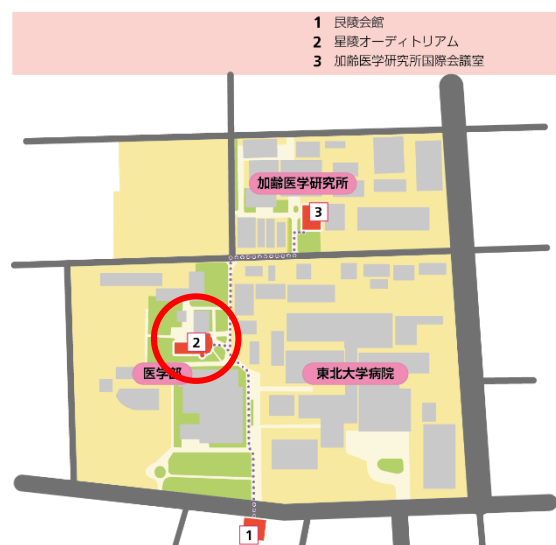 1 艮陵会館
2 星陵オーディトリアム
3 加齢医学研究所国際会議室
加齢医学研究所
3
2
医学部
東北大学病院
1